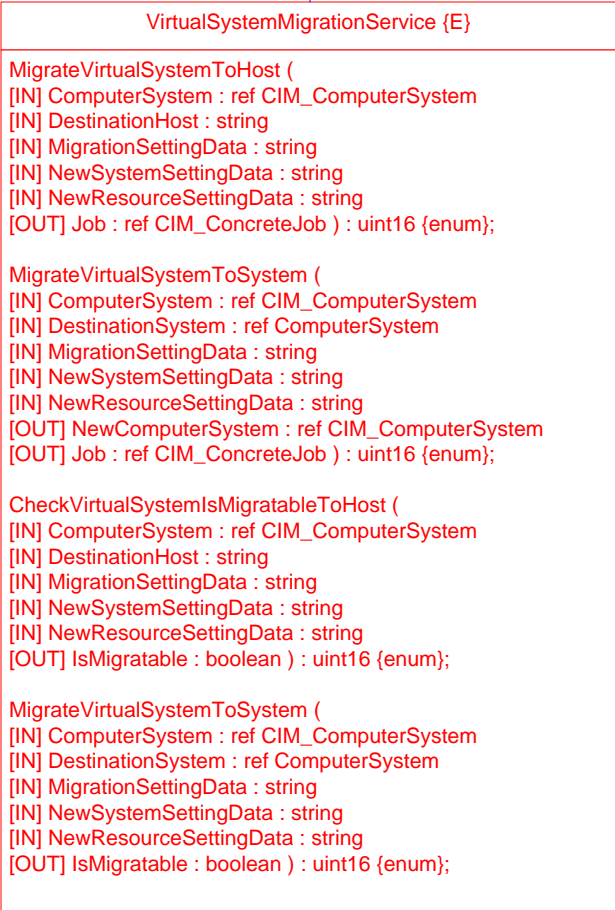 VirtualSystemMigrationService {E}
MigrateVirtualSystemToHost (
[IN] ComputerSystem : ref CIM_ComputerSystem
[IN] DestinationHost : string
[IN] MigrationSettingData : string
[IN] NewSystemSettingData : string
[IN] NewResourceSettingData : string
[OUT] Job : ref CIM_ConcreteJob ) : uint16 {enum};
MigrateVirtualSystemToSystem (
[IN] ComputerSystem : ref CIM_ComputerSystem
[IN] DestinationSystem : ref ComputerSystem
[IN] MigrationSettingData : string
[IN] NewSystemSettingData : string
[IN] NewResourceSettingData : string
[OUT] NewComputerSystem : ref CIM_ComputerSystem
[OUT] Job : ref CIM_ConcreteJob ) : uint16 {enum};
CheckVirtualSystemIsMigratableToHost (
[IN] ComputerSystem : ref CIM_ComputerSystem
[IN] DestinationHost : string
[IN] MigrationSettingData : string
[IN] NewSystemSettingData : string
[IN] NewResourceSettingData : string
[OUT] IsMigratable : boolean ) : uint16 {enum};
MigrateVirtualSystemToSystem (
[IN] ComputerSystem : ref CIM_ComputerSystem
[IN] DestinationSystem : ref ComputerSystem
[IN] MigrationSettingData : string
[IN] NewSystemSettingData : string
[IN] NewResourceSettingData : string
[OUT] IsMigratable : boolean ) : uint16 {enum};